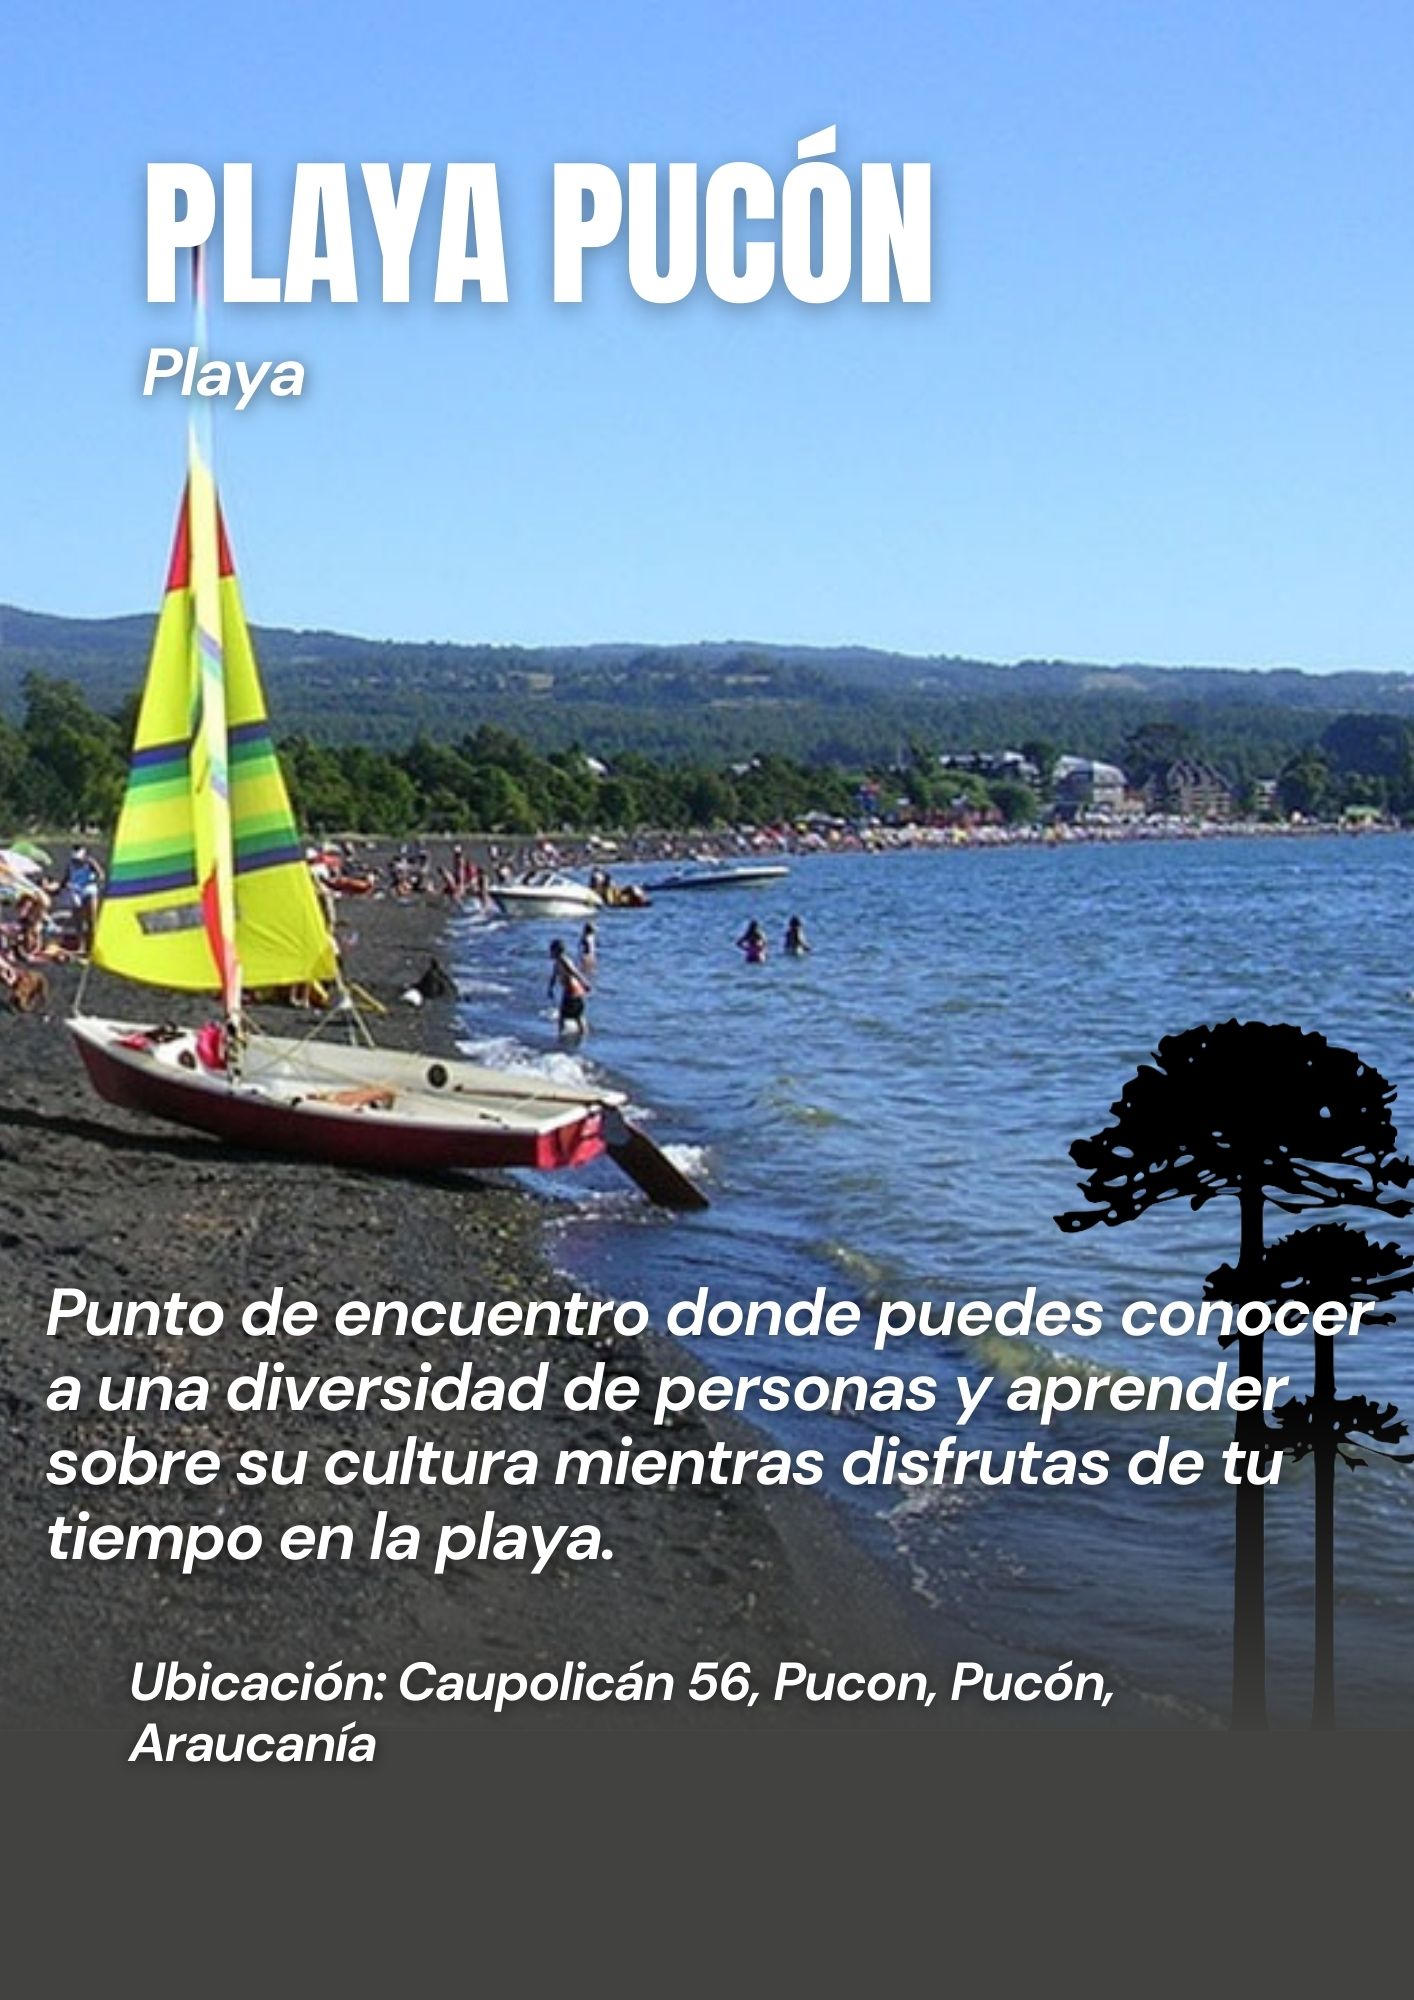 PLAYA PUCÓN
Playa
Punto de encuentro donde puedes conocer
a una diversidad de personas y aprender
sobre su cultura mientras disfrutas de tu
tiempo en la playa.
Ubicación: Caupolicán 56, Pucon, Pucón,
Araucanía